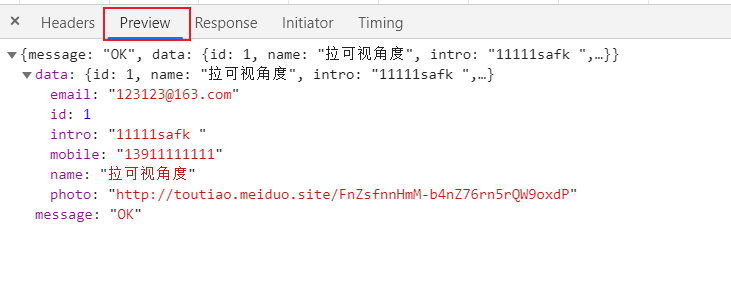 × Headers Preview Response Initiator Timing
▼{message: "OK", data: {id: 1, name: "拉可视角度", intro: "11111safk ",…}}
▼data: {id: 1, name: "拉可视角度", intro: "11111safk ",…}
email: "123123@163.com"
id: 1
intro: "11111safk "
mobile: "13911111111"
name: "拉可视角度"
photo: "http://toutiao.meiduo.site/FnZsfnnHmM-b4nZ76rn5rQW9oxdP"
message: "OK"